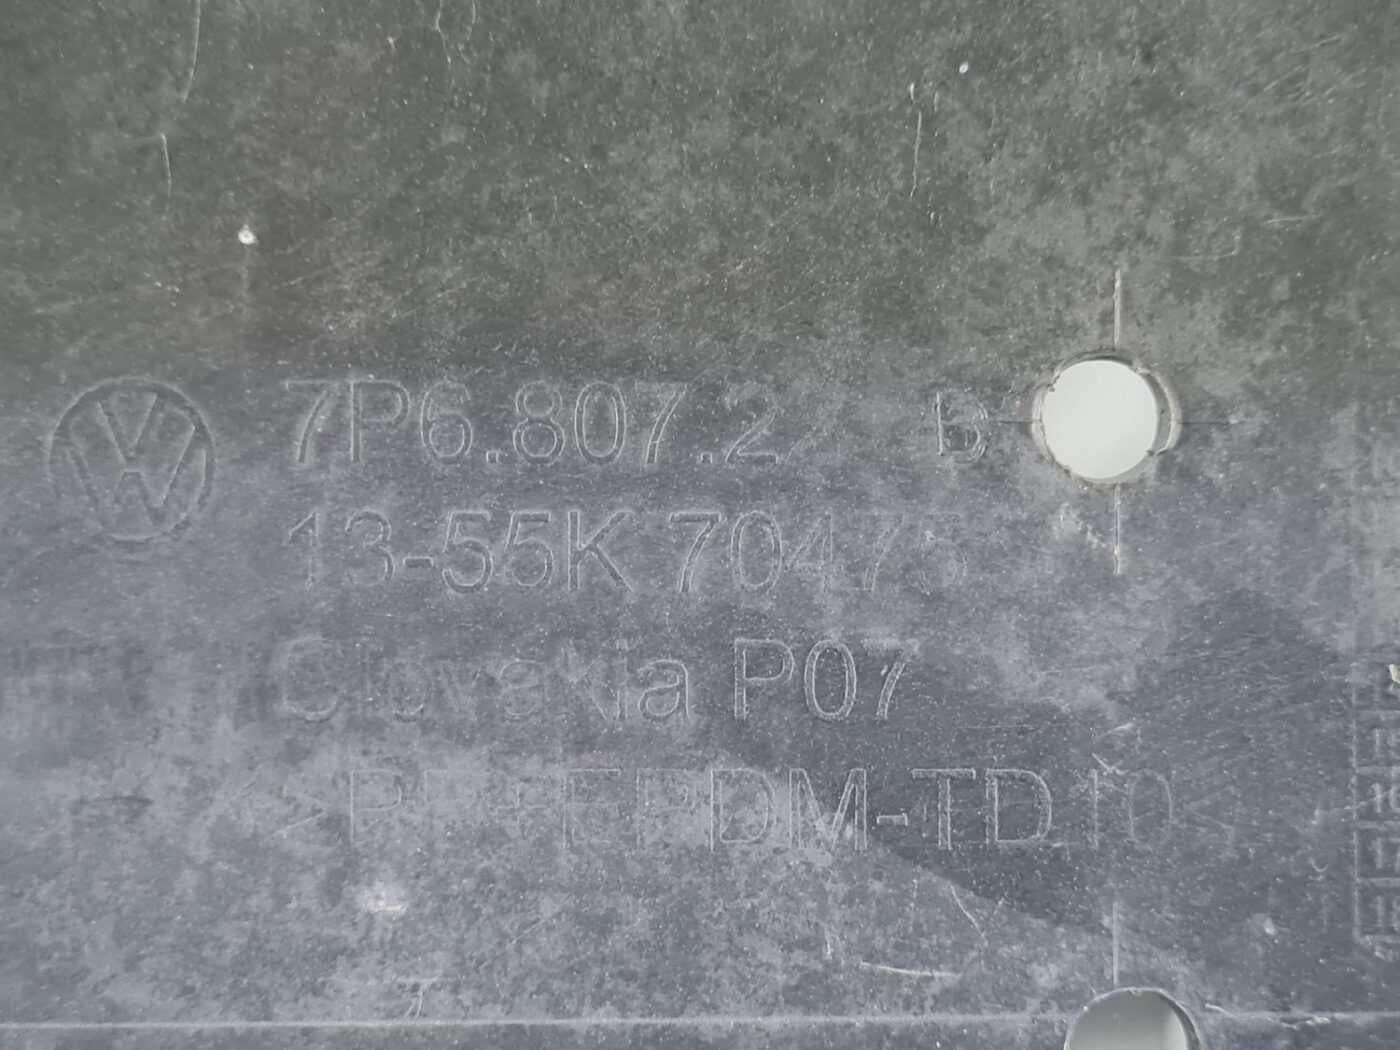 7P6.807.2 B
13-55K 70475
Slovakia P07
>PP+EPDM-TD10<